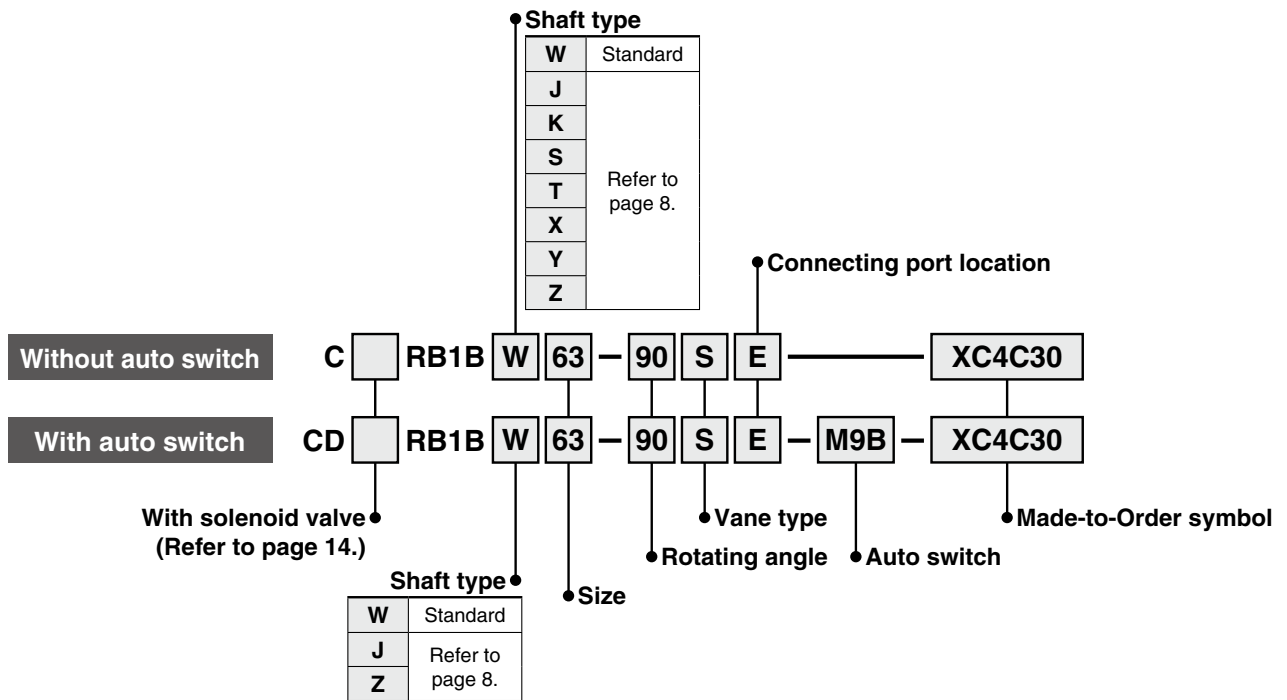 Shaft type
W Standard
J
K
S
T
X
Y
Z
Refer to
page 8.
Connecting port location
Without auto switch C RB1B W 63 – 90 S E – XC4C30
With auto switch CD RB1B W 63 – 90 S E – M9B – XC4C30
With solenoid valve
(Refer to page 14.)
Vane type
Made-to-Order symbol
Rotating angle
Auto switch
Shaft type
Size
W Standard
J
Z
Refer to
page 8.